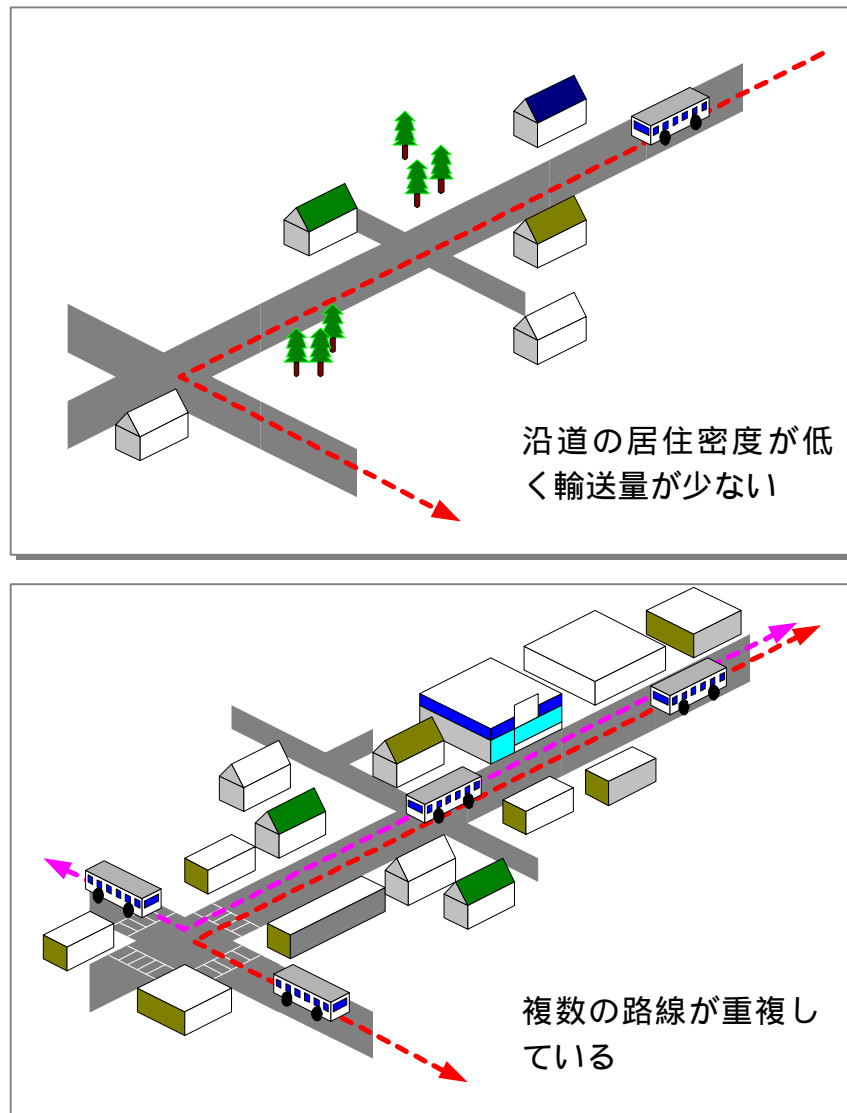 沿道の居住密度が低
く輸送量が少ない
複数の路線が重複し
ている